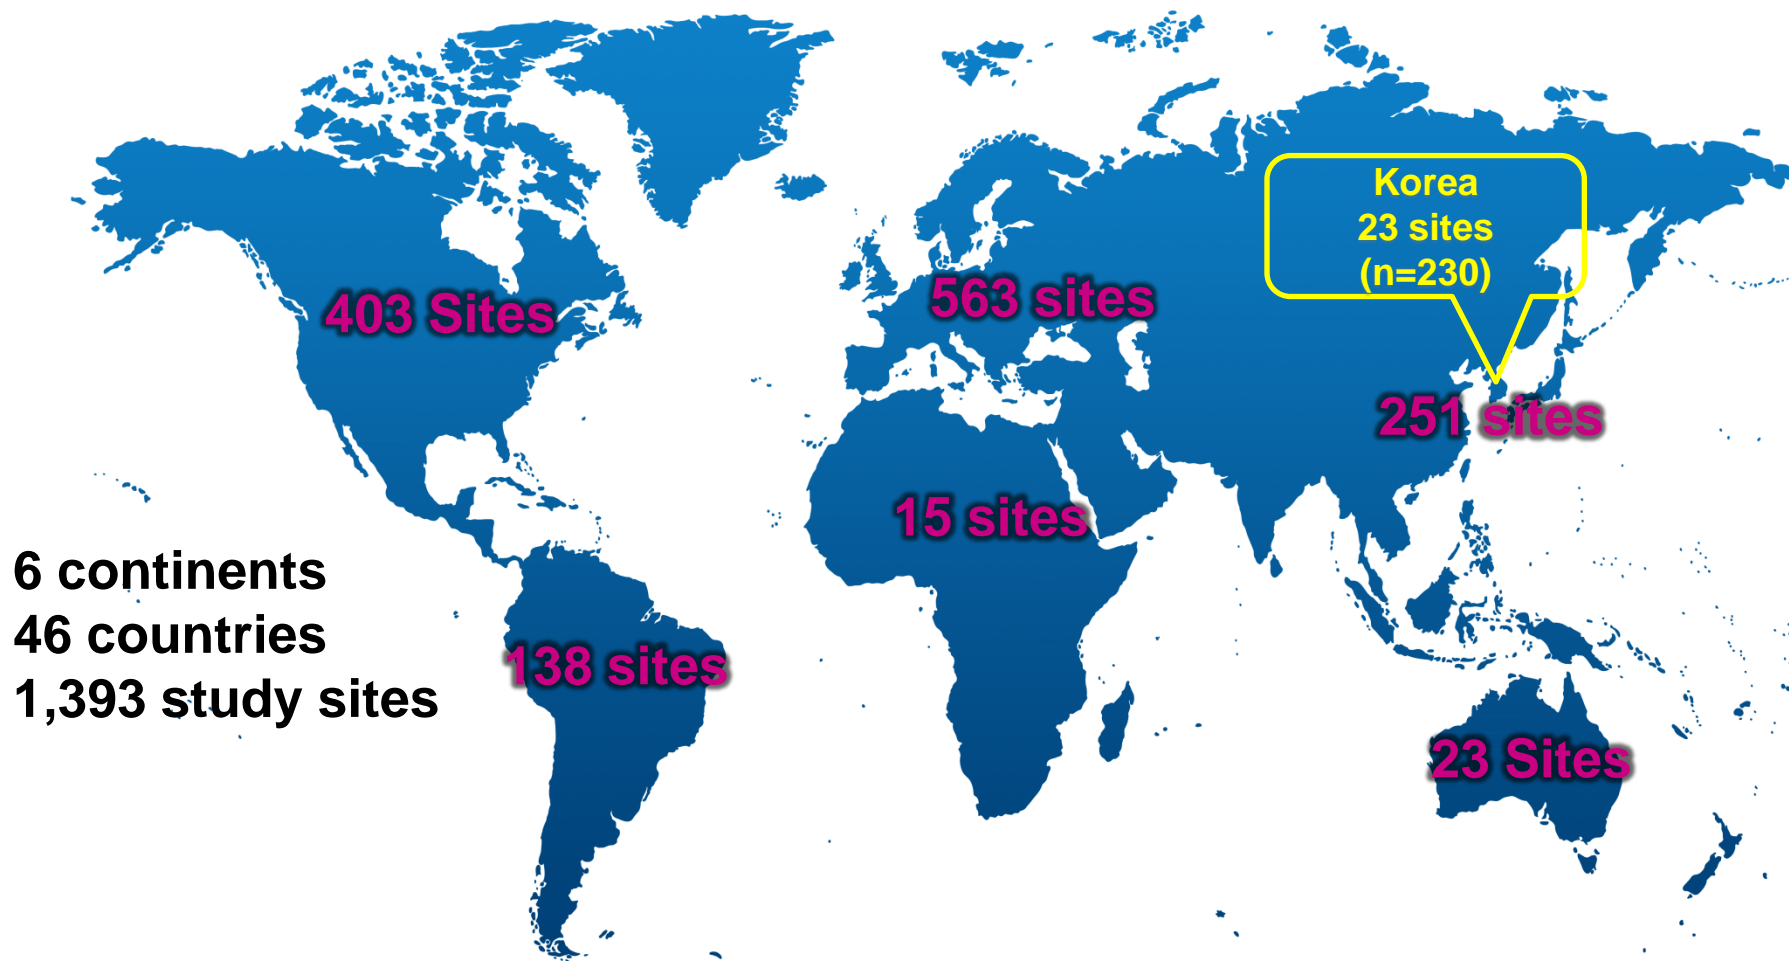 Korea
23 sites
(n=230)
403 Sites
563 sites
251 sites
15 sites
6 continents
46 countries
1,393 study sites
138 sites
23 Sites